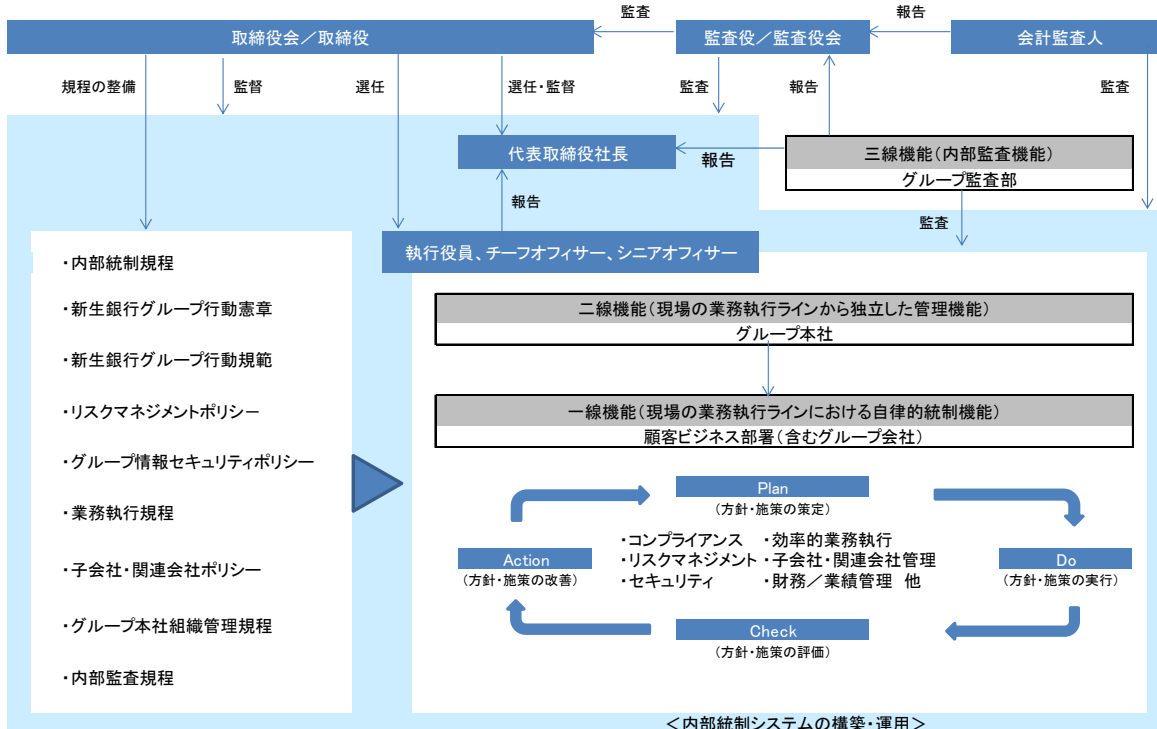 監査
報告
取締役会／取締役
監査役／監査役会
会計監査人
規程の整備
監督
選任
選任・監督
監査
報告
監査
代表取締役社長
報告
三線機能（内部監査機能）
グループ監査部
報告
監査
執行役員、チーフオフィサー、シニアオフィサー
・内部統制規程
・新生銀行グループ行動憲章
・新生銀行グループ行動規範
・リスクマネジメントポリシー
・グループ情報セキュリティポリシー
・業務執行規程
・子会社・関連会社ポリシー
・グループ本社組織管理規程
・内部監査規程
二線機能（現場の業務執行ラインから独立した管理機能）
グループ本社
一線機能（現場の業務執行ラインにおける自律的統制機能）
顧客ビジネス部署（含むグループ会社）
Plan
（方針・施策の策定）
・コンプライアンス ・効率的業務執行
・リスクマネジメント ・子会社・関連会社管理
・セキュリティ ・財務／業績管理 他
Action
（方針・施策の改善）
Do
（方針・施策の実行）
Check
（方針・施策の評価）
＜内部統制システムの構築・運用＞